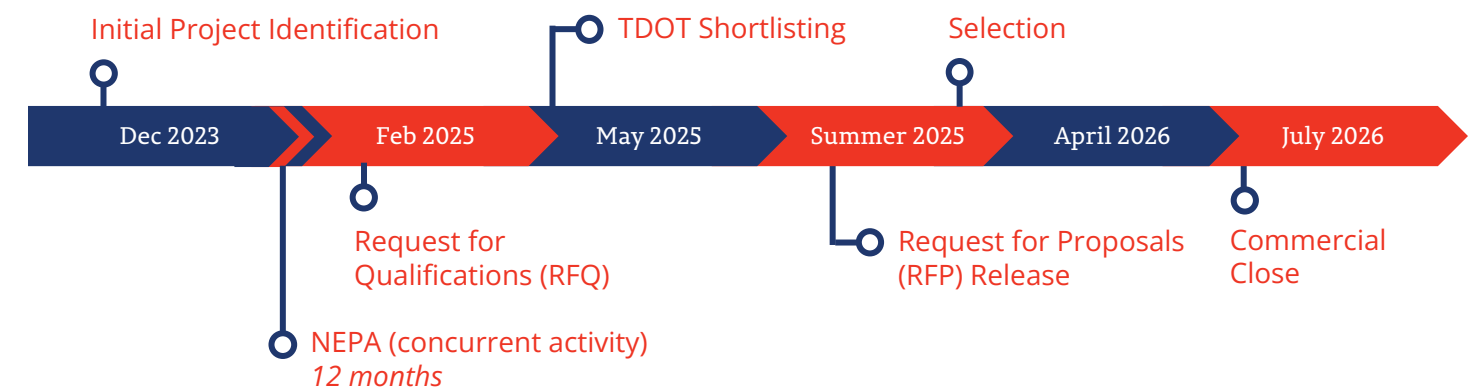 Initial Project Identification
TDOT Shortlisting
Selection
Dec 2023
Feb 2025
May 2025
Summer 2025
April 2026
July 2026
Request for
Qualifications (RFQ)
Request for Proposals
(RFP) Release
Commercial
Close
NEPA (concurrent activity)
12 months